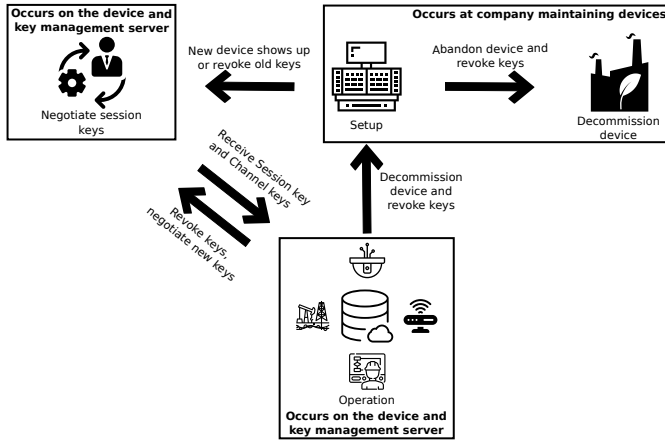 Occurs on the device and
key management server
Negotiate session
keys
New device shows up
or revoke old keys
Occurs at company maintaining devices
Setup
Abandon device and
revoke keys
Decommission
device
Receive Session key
and Channel keys
Revoke keys,
negotiate new keys
Decommission
device and
revoke keys
Operation
Occurs on the device and
key management server